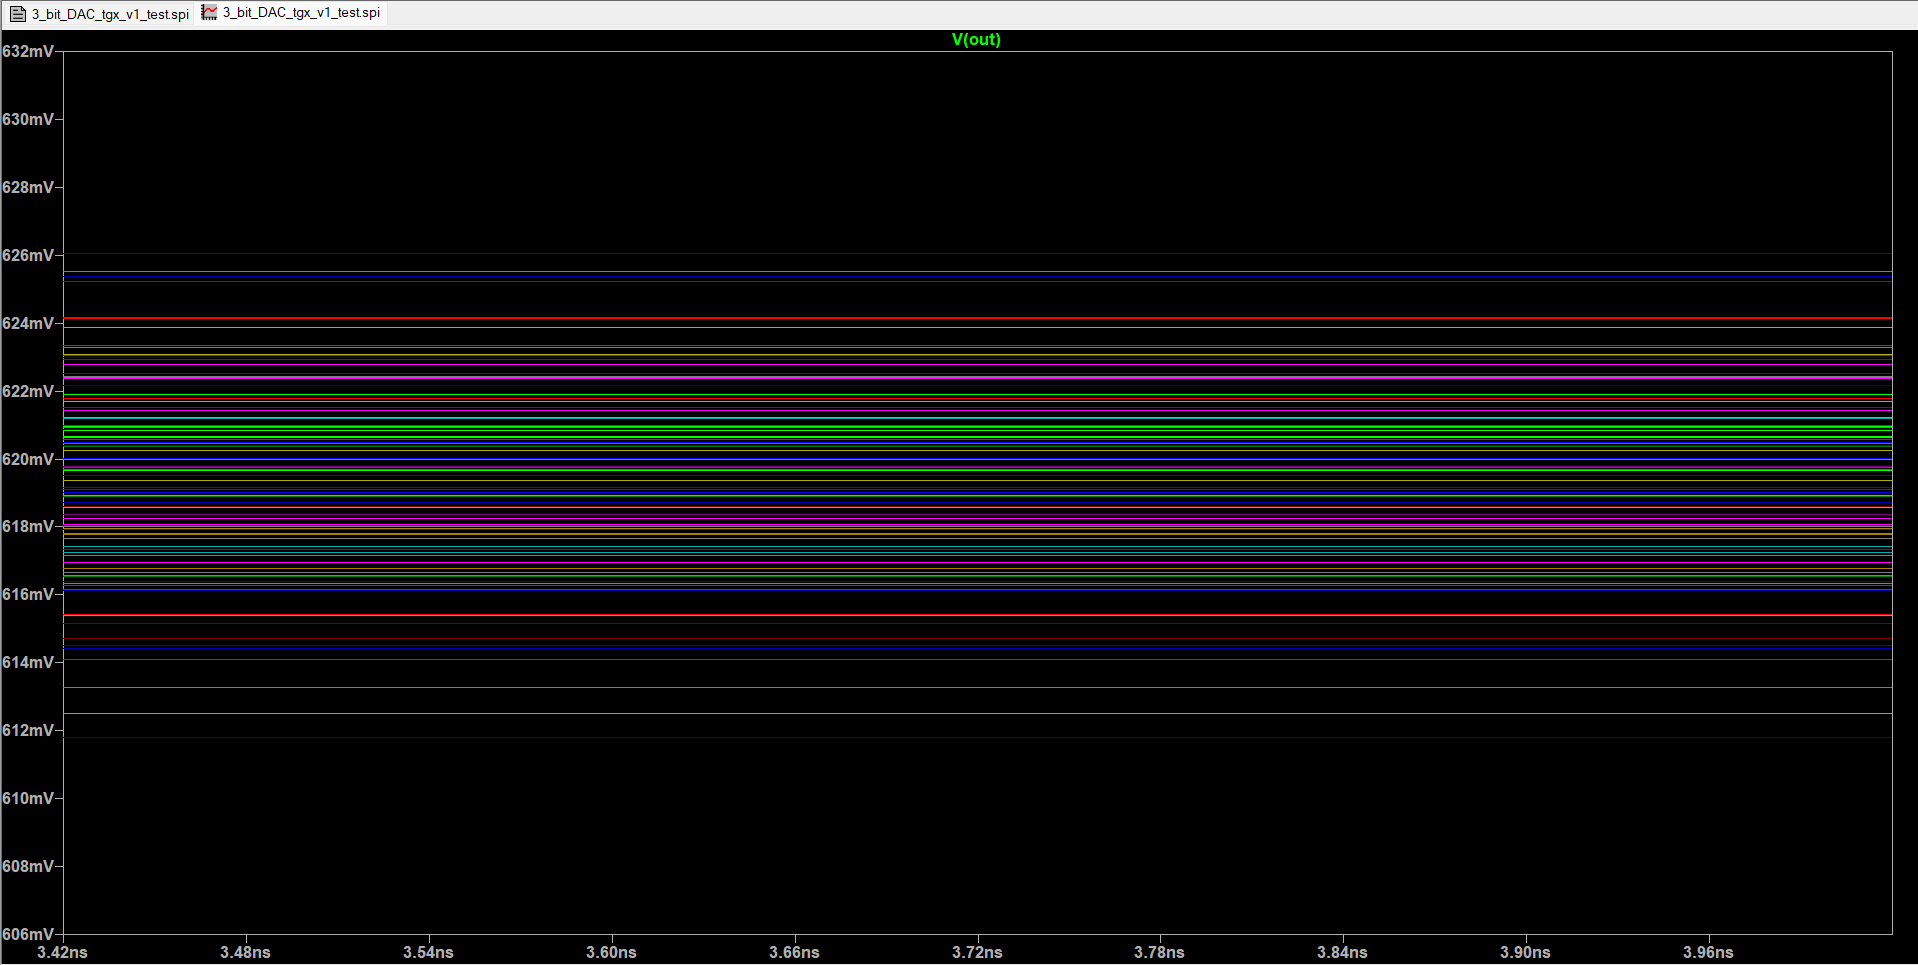 3_bit_DAC_tgx_v1_test.spi
3_bit_DAC_tgx_v1_test.spi
V(out)
632mV
630mV
628mV
626mV
624mV
622mV
620mV
618mV
616mV
614mV
612mV
610mV
608mV
606mV
3.42ns 3.48ns 3.54ns 3.60ns 3.66ns 3.72ns 3.78ns 3.84ns 3.90ns 3.96ns